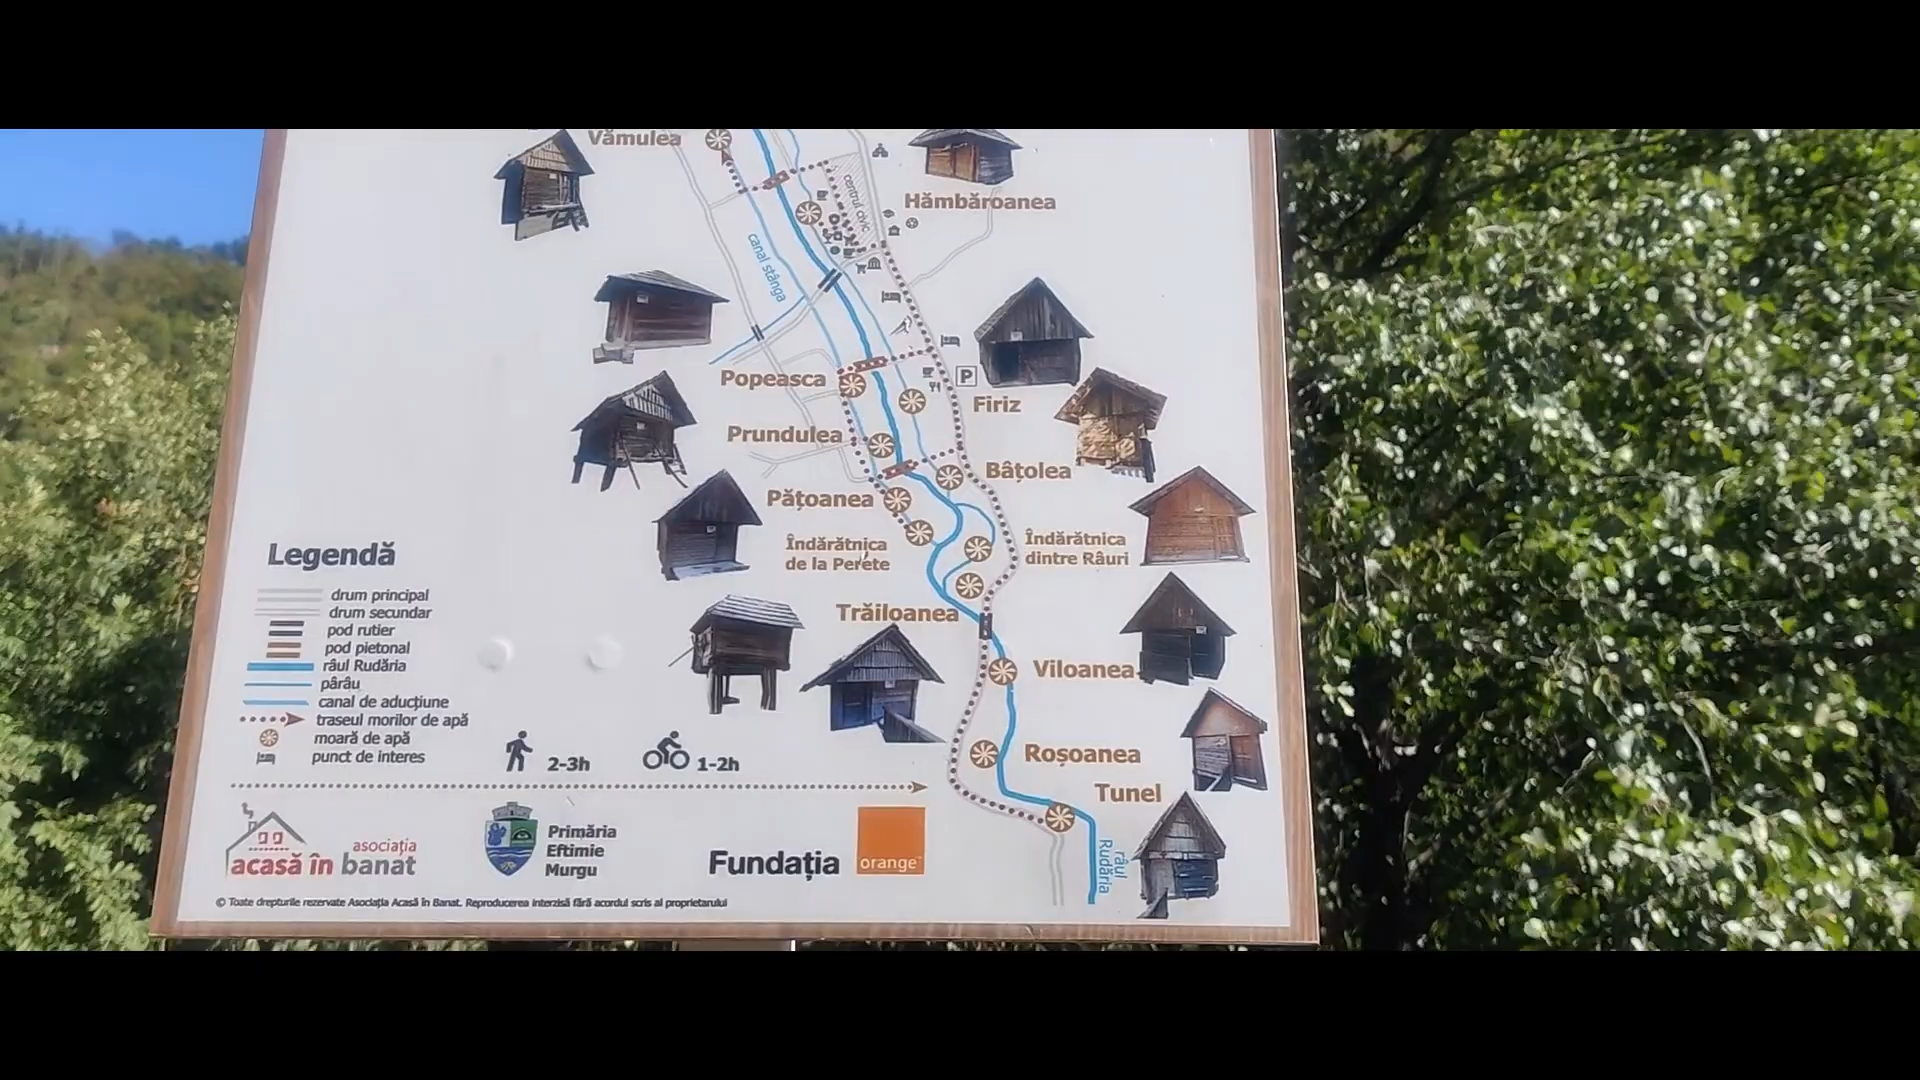 Vămulea
centrul civic
Hămbăroanea
canal stânga
Popeasca
P
Firiz
Prundulea
Bâțolea
Pățoanea
Îndărătnica
de la Perete
Îndărătnica
dintre Râuri
Trăiloanea
Viloanea
Roșoanea
Tunel
râul
Rudăria
Legendă
drum principal
drum secundar
pod rutier
pod pietonal
râul Rudăria
pârâu
canal de aducțiune
traseul morilor de apă
moară de apă
punct de interes
2-3h
1-2h
asociația
acasă în banat
Primăria
Eftimie
Murgu
Fundația
orange
© Toate drepturile rezervate Asociația Acasă în Banat. Reproducerea interzisă fără acordul scris al proprietarului